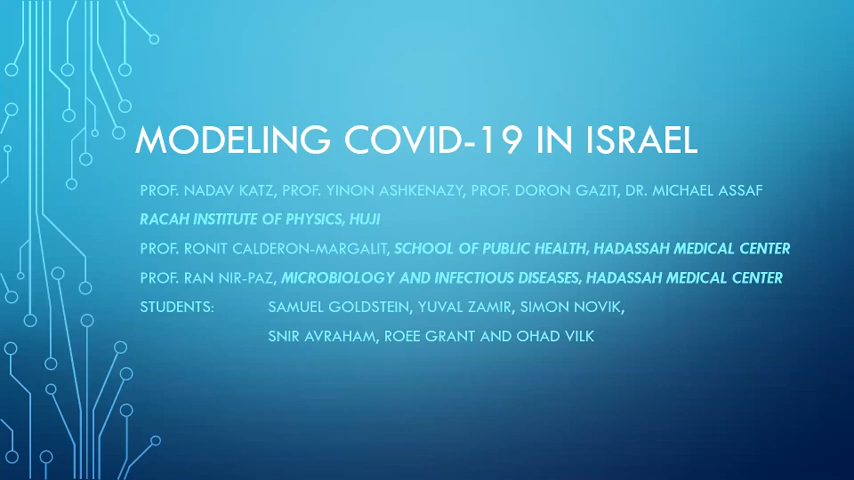 MODELING COVID-19 IN ISRAEL
PROF. NADAV KATZ, PROF. YINON ASHKENAZY, PROF. DORON GAZIT, DR. MICHAEL ASSAF
RACAH INSTITUTE OF PHYSICS, HUJI
PROF. RONIT CALDERON-MARGALIT, SCHOOL OF PUBLIC HEALTH, HADASSAH MEDICAL CENTER
PROF. RAN NIR-PAZ, MICROBIOLOGY AND INFECTIOUS DISEASES, HADASSAH MEDICAL CENTER
STUDENTS: SAMUEL GOLDSTEIN, YUVAL ZAMIR, SIMON NOVIK,
SNIR AVRAHAM, ROEE GRANT AND OHAD VILK